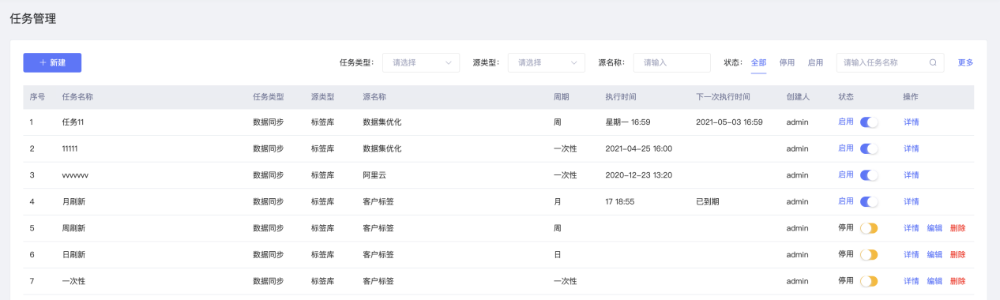 任务管理
+ 新建 任务类型: 请选择 源类型: 请选择 源名称: 请输入 状态: 全部 停用 启用 请输入任务名称 更多
序号 任务名称 任务类型 源类型 源名称 周期 执行时间 下一次执行时间 创建人 状态 操作
1 任务11 数据同步 标签库 数据集优化 周 星期一 16:59 2021-05-03 16:59 admin 启用 详情
2 11111 数据同步 标签库 数据集优化 一次性 2021-04-25 16:00 admin 启用 详情
3 vvvvvvv 数据同步 标签库 阿里云 一次性 2020-12-23 13:20 admin 启用 详情
4 月刷新 数据同步 标签库 客户标签 月 17 18:55 已到期 admin 启用 详情
5 周刷新 数据同步 标签库 客户标签 周 admin 停用 详情 编辑 删除
6 日刷新 数据同步 标签库 客户标签 日 admin 停用 详情 编辑 删除
7 一次性 数据同步 标签库 客户标签 一次性 admin 停用 详情 编辑 删除